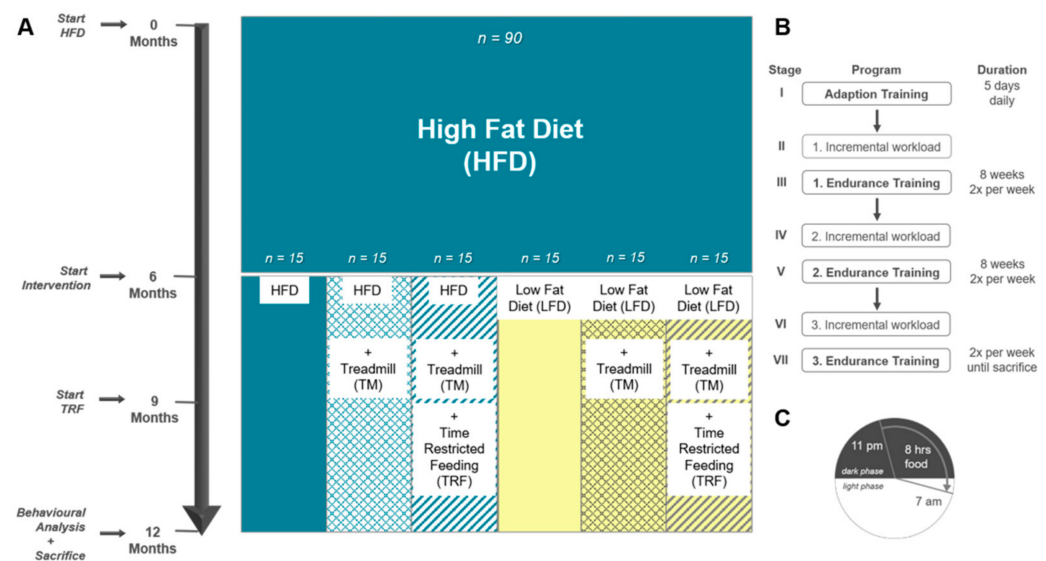 A
Start
HFD
0
Months
Start
Intervention
6
Months
Start
TRF
9
Months
Behavioural
Analysis
+
Sacrifice
12
Months
n = 90
High Fat Diet
(HFD)
n = 15 n = 15 n = 15 n = 15 n = 15 n = 15
HFD HFD HFD Low Fat Low Fat Low Fat
Diet (LFD) Diet (LFD) Diet (LFD)
+ + + +
Treadmill Treadmill Treadmill Treadmill
(TM) (TM) (TM) (TM)
+ +
Time Time
Restricted Restricted
Feeding Feeding
(TRF) (TRF)
B
Stage Program Duration
I Adaption Training 5 days
daily
II 1. Incremental workload
III 1. Endurance Training 8 weeks
2x per week
IV 2. Incremental workload
V 2. Endurance Training 8 weeks
2x per week
VI 3. Incremental workload
VII 3. Endurance Training 2x per week
until sacrifice
C
11 pm 8 hrs
food
dark phase
light phase
7 am